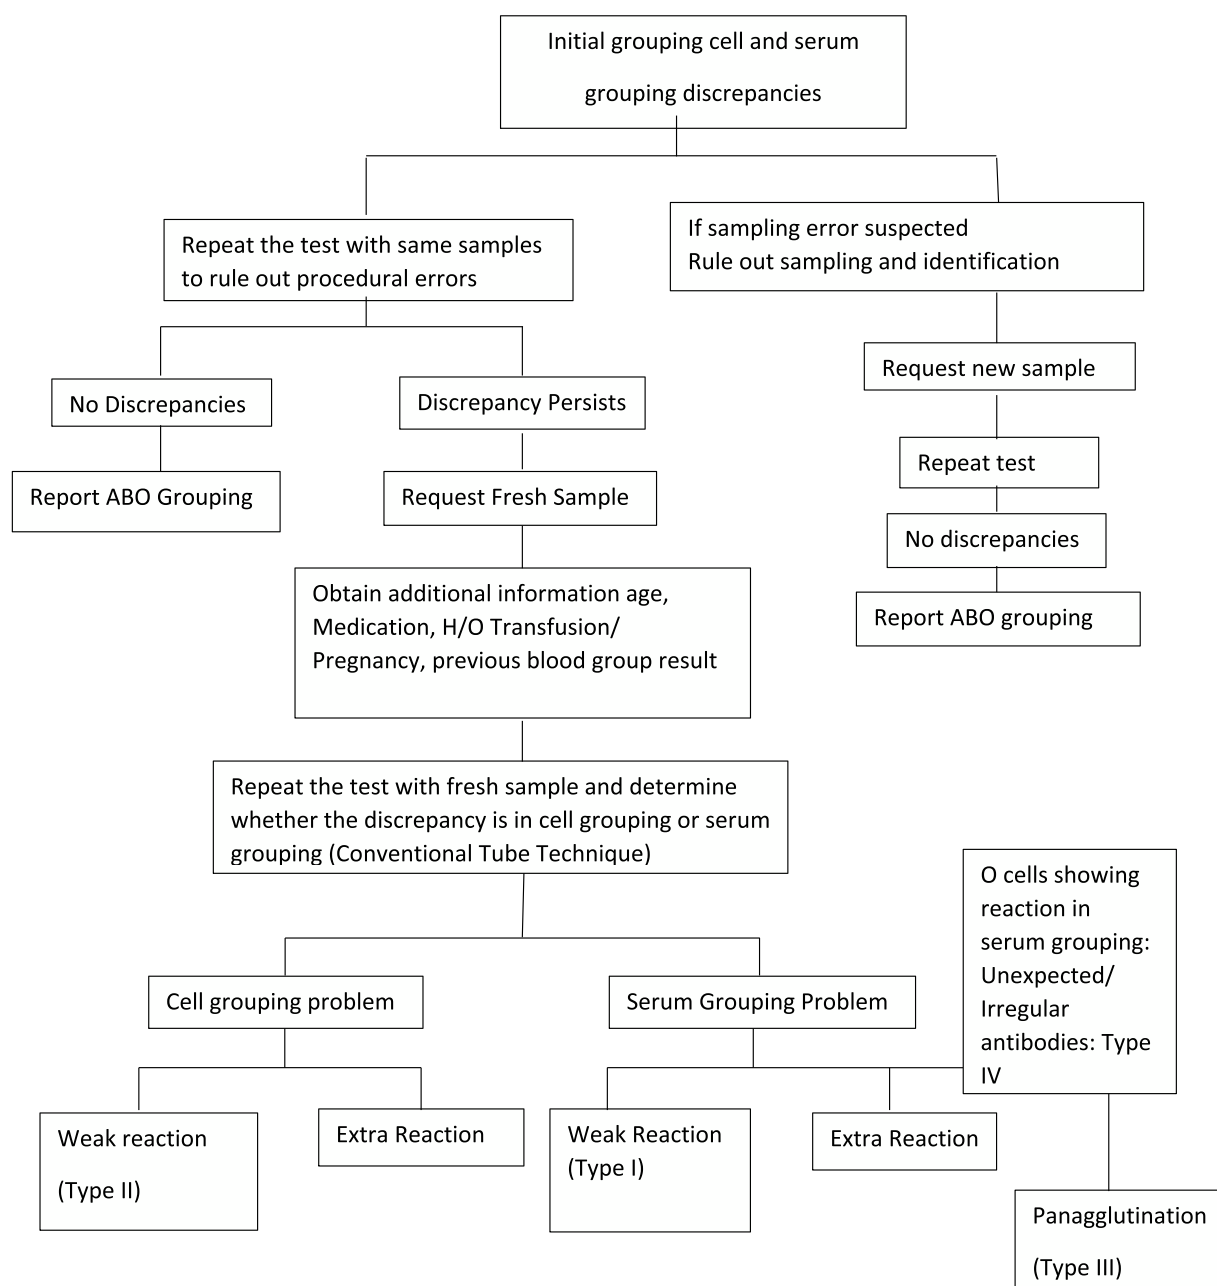 Initial grouping cell and serum
grouping discrepancies
Repeat the test with same samples
to rule out procedural errors
If sampling error suspected
Rule out sampling and identification
Request new sample
No Discrepancies
Discrepancy Persists
Repeat test
Report ABO Grouping
Request Fresh Sample
No discrepancies
Obtain additional information age,
Medication, H/O Transfusion/
Pregnancy, previous blood group result
Report ABO grouping
Repeat the test with fresh sample and determine
whether the discrepancy is in cell grouping or serum
grouping (Conventional Tube Technique)
O cells showing
reaction in
serum grouping:
Unexpected/
Irregular
antibodies: Type
IV
Cell grouping problem
Serum Grouping Problem
Weak reaction
(Type II)
Extra Reaction
Weak Reaction
(Type I)
Extra Reaction
Panagglutination
(Type III)